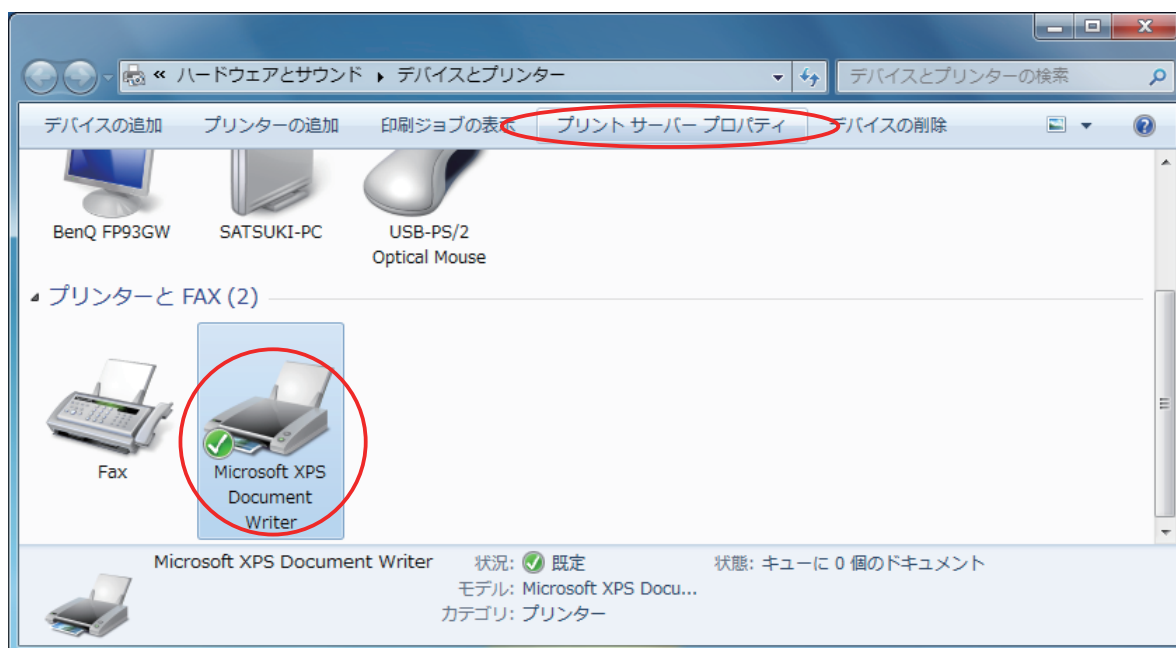 « ハードウェアとサウンド ▸ デバイスとプリンター
デバイスとプリンターの検索
デバイスの追加 プリンターの追加 印刷ジョブの表示 プリント サーバー プロパティ デバイスの削除
BenQ FP93GW
SATSUKI-PC
USB-PS/2
Optical Mouse
プリンターと FAX (2)
Fax
Microsoft XPS
Document
Writer
Microsoft XPS Document Writer 状況: 既定 状態: キューに 0 個のドキュメント
モデル: Microsoft XPS Docu...
カテゴリ: プリンター